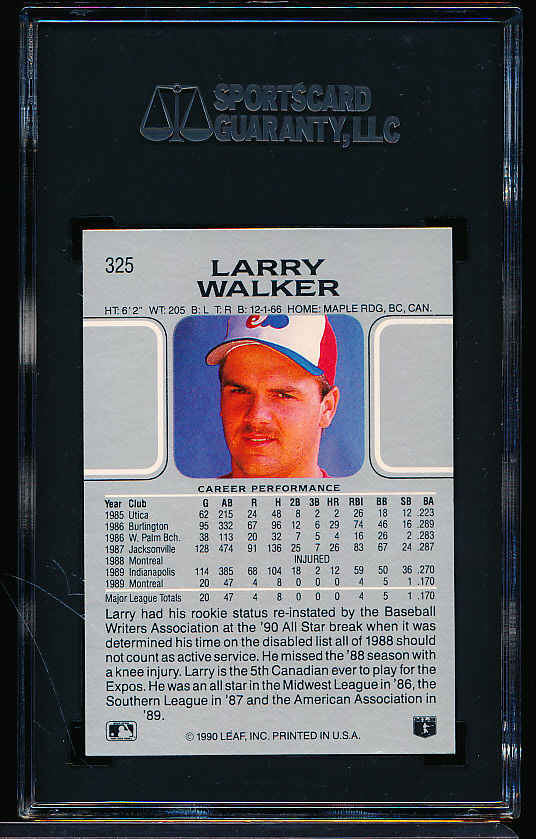 SPORTSCARD
GUARANTY, LLC
325
LARRY
WALKER
HT: 6'2" WT: 205 B: L T: R B: 12-1-66 HOME: MAPLE RDG, BC, CAN.
CAREER PERFORMANCE
Year Club G AB R H 2B 3B HR RBI BB SB BA
1985 Utica 62 215 24 48 8 2 2 26 18 12 .223
1986 Burlington 95 332 67 96 12 6 29 74 46 16 .289
1986 W. Palm Bch. 38 113 20 32 7 5 4 16 26 2 .283
1987 Jacksonville 128 474 91 136 25 7 26 83 67 24 .287
1988 Montreal INJURED
1989 Indianapolis 114 385 68 104 18 2 12 59 50 36 .270
1989 Montreal 20 47 4 8 0 0 0 4 5 1 .170
Major League Totals 20 47 4 8 0 0 0 4 5 1 .170
Larry had his rookie status re-instated by the Baseball
Writers Association at the '90 All Star break when it was
determined his time on the disabled list all of 1988 should
not count as active service. He missed the '88 season with
a knee injury. Larry is the 5th Canadian ever to play for the
Expos. He was an all star in the Midwest League in '86, the
Southern League in '87 and the American Association in
'89.
© 1990 LEAF, INC. PRINTED IN U.S.A.